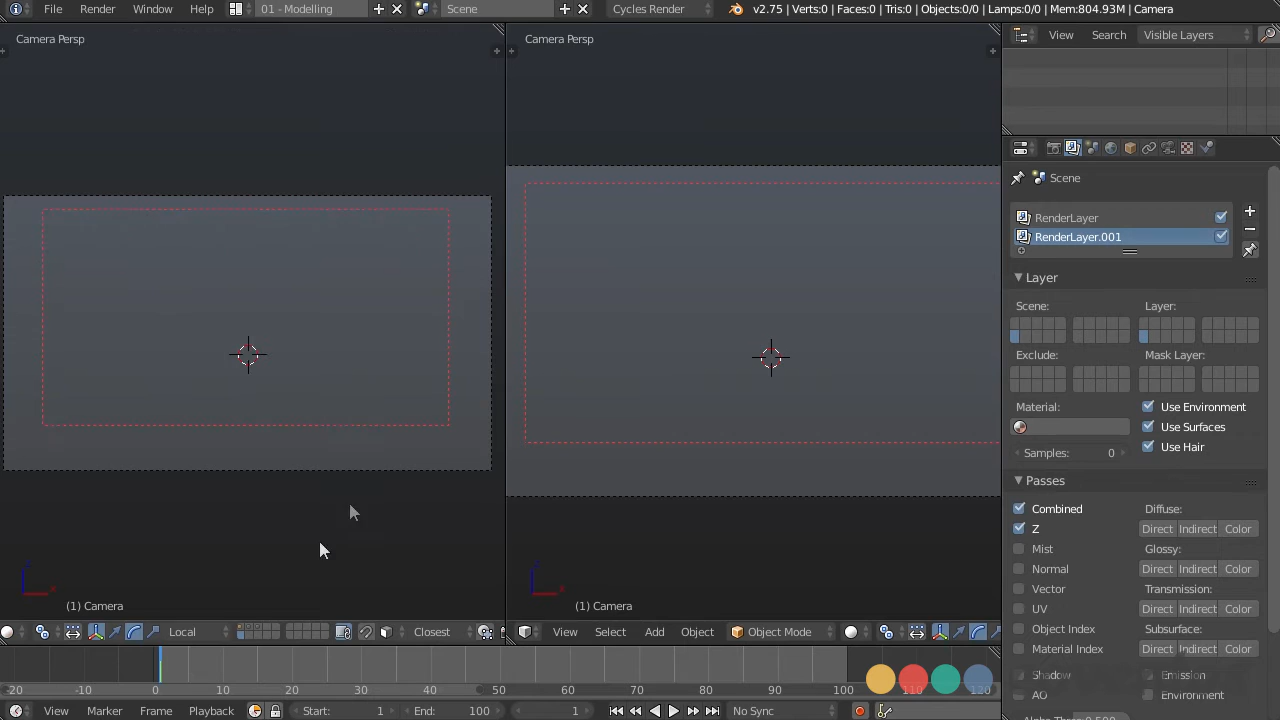 File Render Window Help 01 - Modelling Scene Cycles Render v2.75 | Verts:0 | Faces:0 | Tris:0 | Objects:0/0 | Lamps:0/0 | Mem:804.93M | Camera
Camera Persp Camera Persp View Search Visible Layers
Scene
RenderLayer
RenderLayer.001
Layer
Scene: Layer:
Exclude: Mask Layer:
Material: Use Environment
Use Surfaces
Samples: 0 Use Hair
Passes
Combined Diffuse:
Z Direct Indirect Color
Mist Glossy:
Normal Direct Indirect Color
Vector Transmission:
UV Direct Indirect Color
Object Index Subsurface:
Material Index Direct Indirect Color
Shadow Emission
AO Environment
(1) Camera (1) Camera
Local Closest View Select Add Object Object Mode
-20 -10 0 10 20 30 40 50 60 70 80 90 100 110 120
View Marker Frame Playback Start: 1 End: 100 1 No Sync